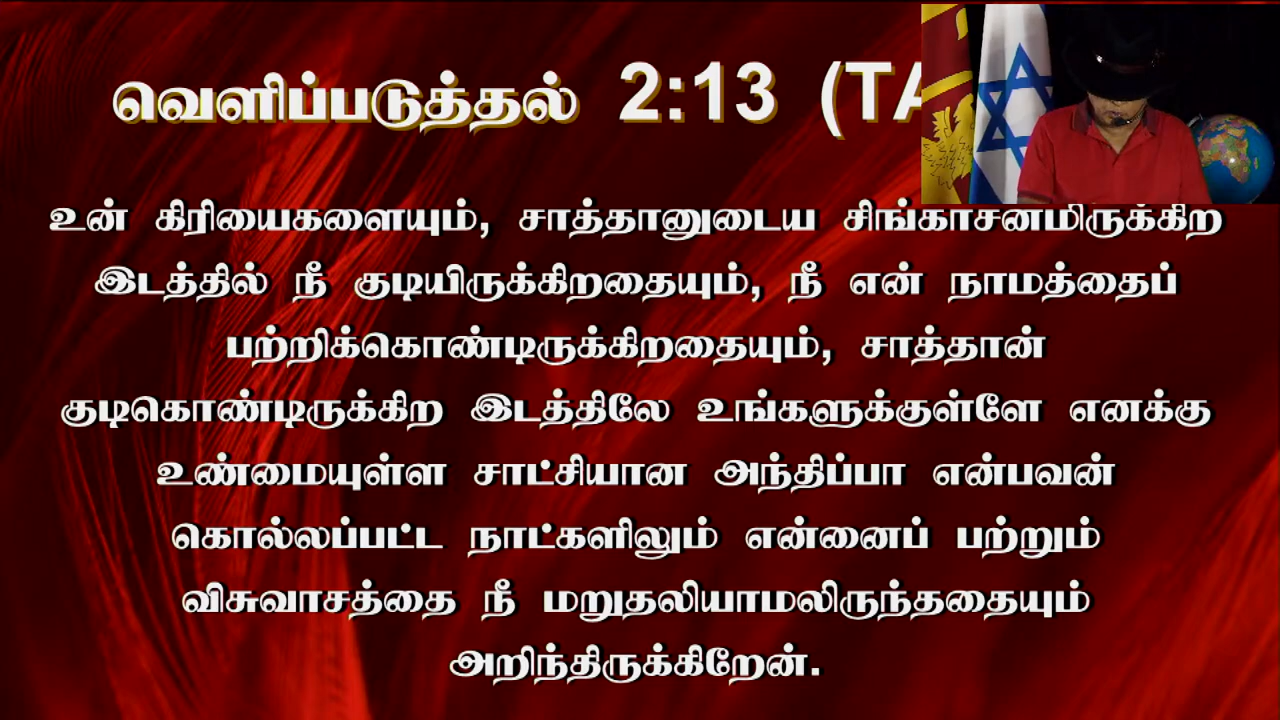 வெளிப்படுத்தல் 2:13 (TA
உன் கிரியைகளையும், சாத்தானுடைய சிங்காசனமிருக்கிற
இடத்தில் நீ குடியிருக்கிறதையும், நீ என் நாமத்தைப்
பற்றிக்கொண்டிருக்கிறதையும், சாத்தான்
குடிகொண்டிருக்கிற இடத்திலே உங்களுக்குள்ளே எனக்கு
உண்மையுள்ள சாட்சியான அந்திப்பா என்பவன்
கொல்லப்பட்ட நாட்களிலும் என்னைப் பற்றும்
விசுவாசத்தை நீ மறுதலியாமலிருந்ததையும்
அறிந்திருக்கிறேன்.